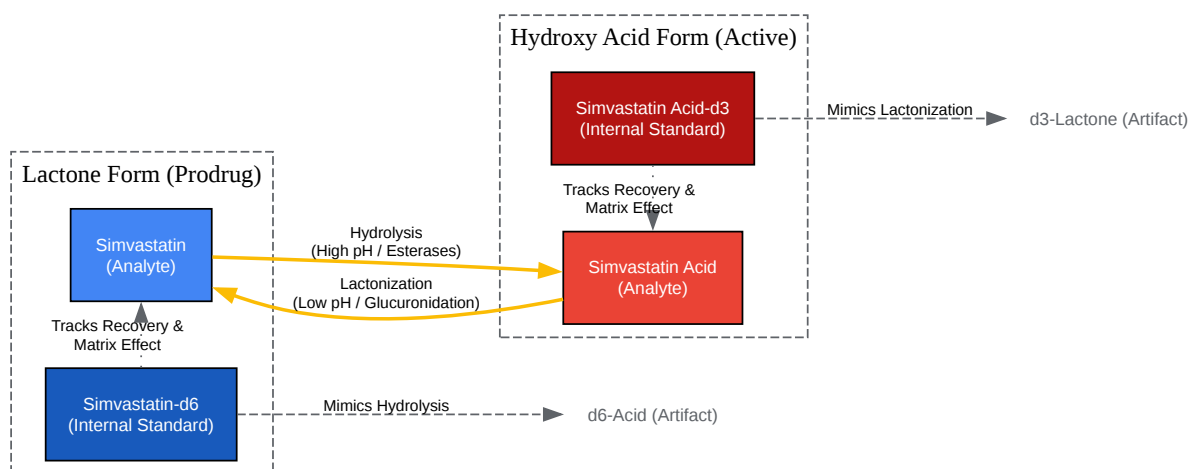 Hydroxy Acid Form (Active)
Simvastatin Acid-d3
(Internal Standard)
Mimics Lactonization
d3-Lactone (Artifact)
Tracks Recovery &
Matrix Effect
Simvastatin Acid
(Analyte)
Lactone Form (Prodrug)
Simvastatin
(Analyte)
Hydrolysis
(High pH / Esterases)
Lactonization
(Low pH / Glucuronidation)
Tracks Recovery &
Matrix Effect
Simvastatin-d6
(Internal Standard)
Mimics Hydrolysis
d6-Acid (Artifact)